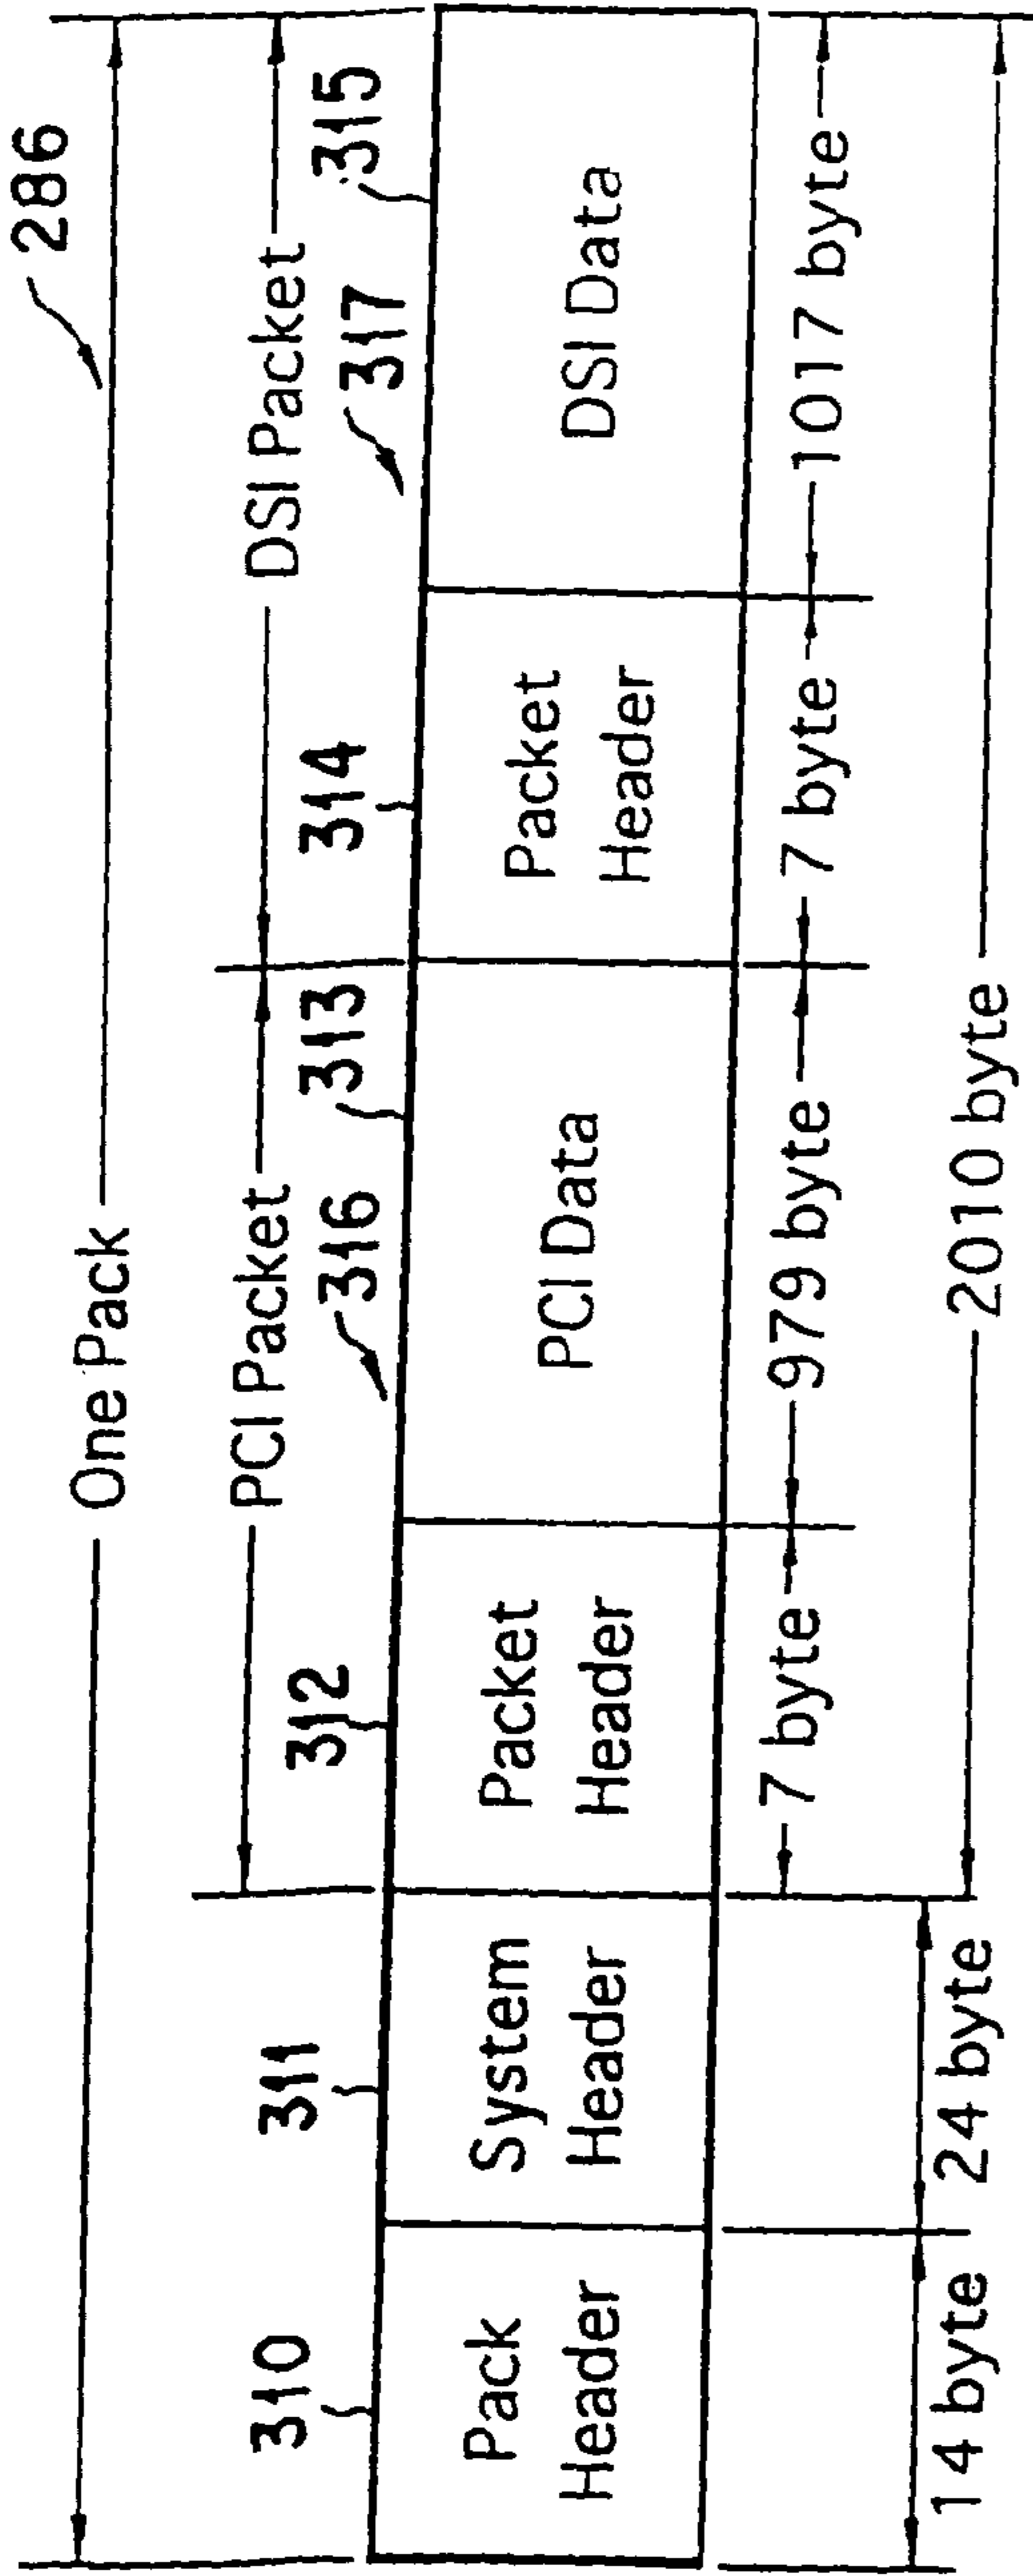 286
One Pack
PCI Packet
DSI Packet
310
311
312
316
313
314
317
315
Pack
Header
System
Header
Packet
Header
PCI Data
Packet
Header
DSI Data
7 byte
979 byte
7 byte
1017 byte
14 byte
24 byte
2010 byte